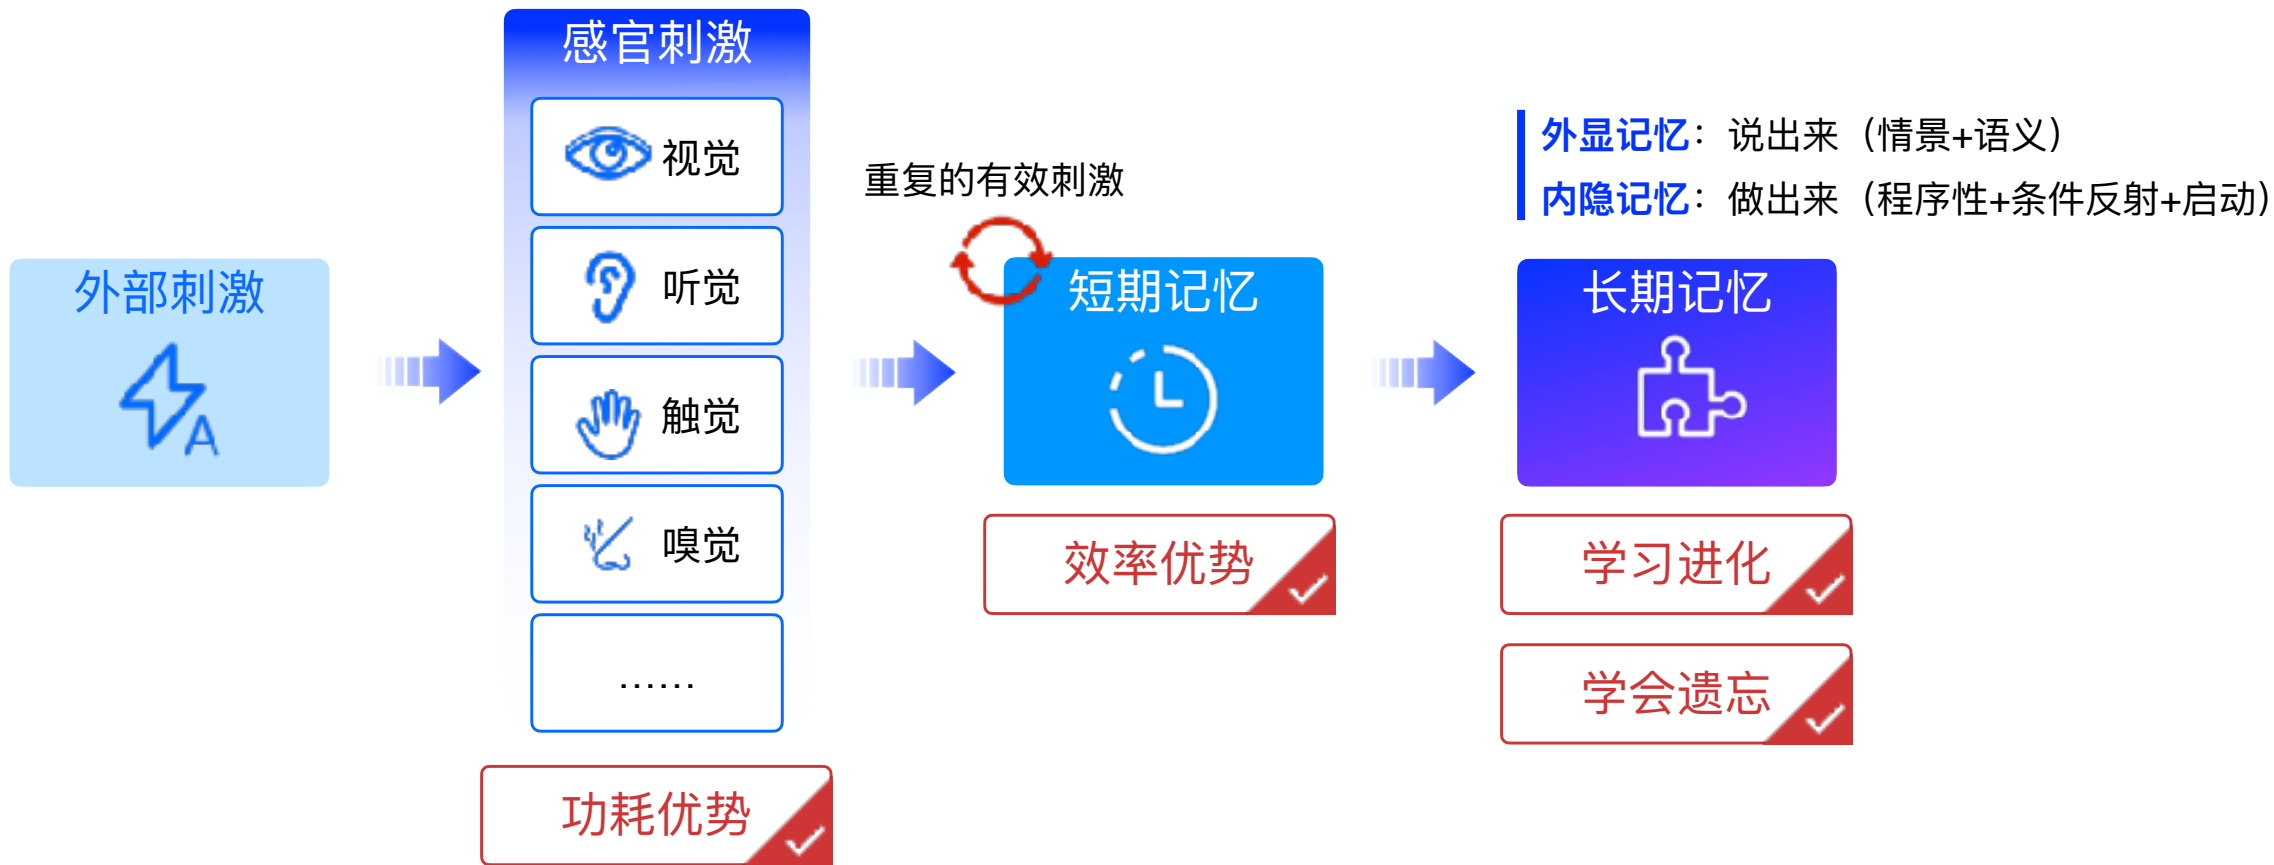 外部刺激
A
感官刺激
视觉
听觉
触觉
嗅觉
......
功耗优势
重复的有效刺激
短期记忆
效率优势
外显记忆：说出来（情景+语义）
内隐记忆：做出来（程序性+条件反射+启动）
长期记忆
学习进化
学会遗忘